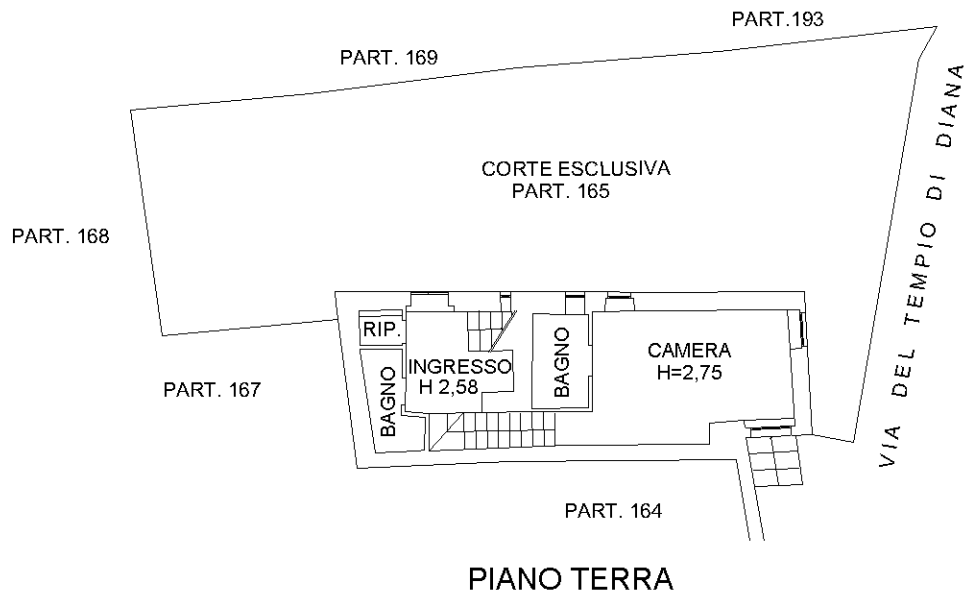 PART.193
PART. 169
CORTE ESCLUSIVA
PART. 165
VIA DEL TEMPIO DI DIANA
PART. 168
RIP.
INGRESSO
H 2,58
BAGNO
BAGNO
CAMERA
H=2,75
PART. 167
PART. 164
PIANO TERRA